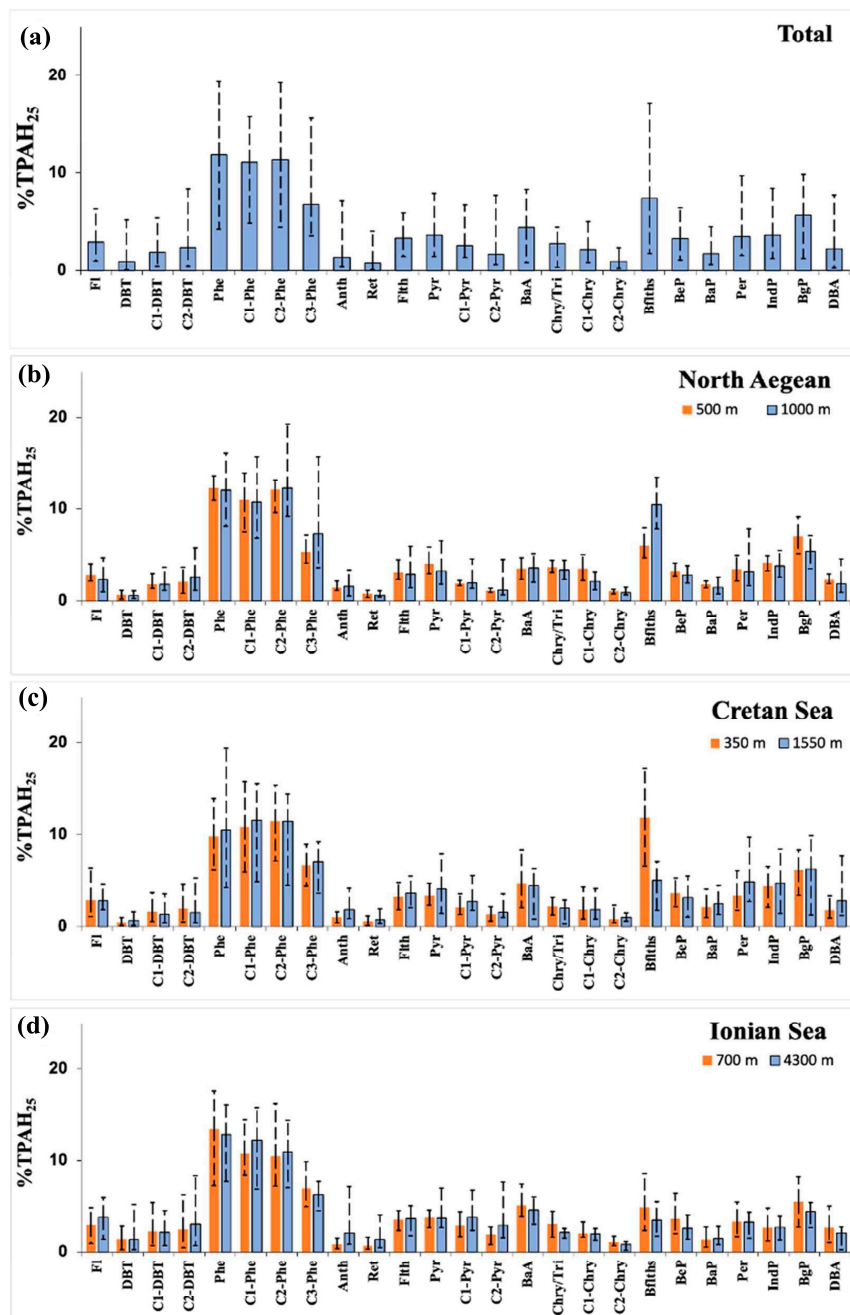 (a) Total
%TPAH25
20
10
0
Fl DBT C1-DBT C2-DBT Phe C1-Phe C2-Phe C3-Phe Anth Ret Flth Pyr C1-Pyr C2-Pyr BaA Chry/Tri C1-Chry C2-Chry Bflths BeP BaP Per IndP BgP DBA
(b) North Aegean
500 m 1000 m
%TPAH25
20
10
0
Fl DBT C1-DBT C2-DBT Phe C1-Phe C2-Phe C3-Phe Anth Ret Flth Pyr C1-Pyr C2-Pyr BaA Chry/Tri C1-Chry C2-Chry Bflths BeP BaP Per IndP BgP DBA
(c) Cretan Sea
350 m 1550 m
%TPAH25
20
10
0
Fl DBT C1-DBT C2-DBT Phe C1-Phe C2-Phe C3-Phe Anth Ret Flth Pyr C1-Pyr C2-Pyr BaA Chry/Tri C1-Chry C2-Chry Bflths BeP BaP Per IndP BgP DBA
(d) Ionian Sea
700 m 4300 m
%TPAH25
20
10
0
Fl DBT C1-DBT C2-DBT Phe C1-Phe C2-Phe C3-Phe Anth Ret Flth Pyr C1-Pyr C2-Pyr BaA Chry/Tri C1-Chry C2-Chry Bflths BeP BaP Per IndP BgP DBA